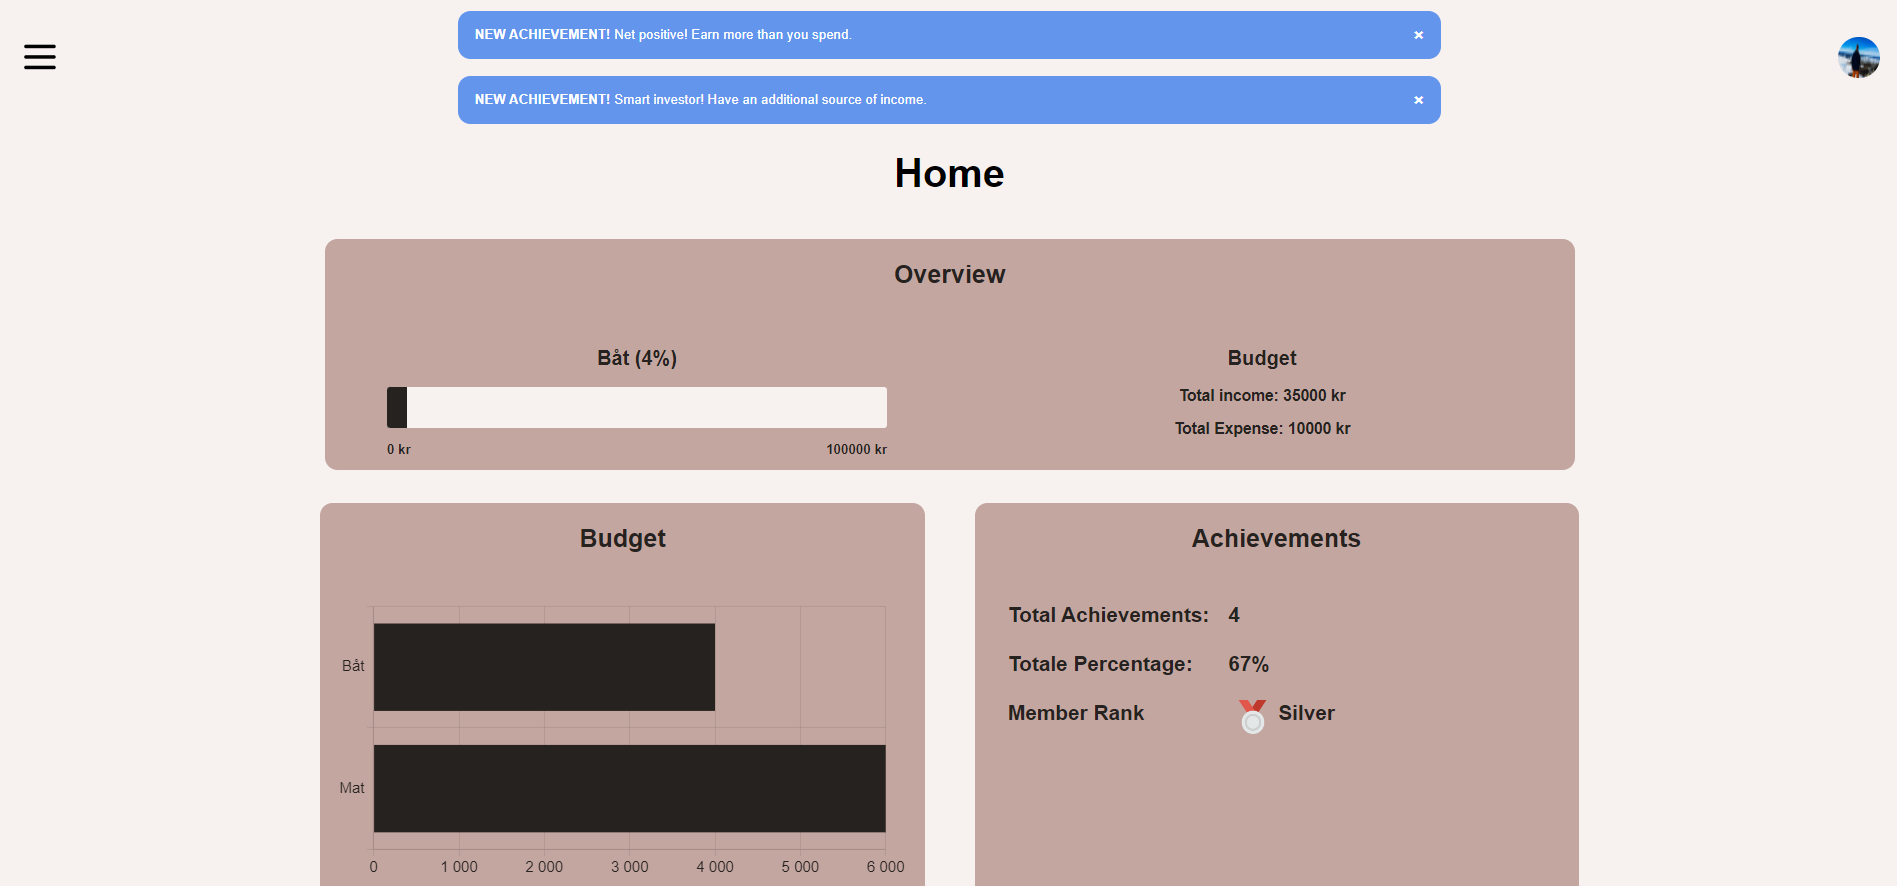 NEW ACHIEVEMENT! Net positive! Earn more than you spend. ×
NEW ACHIEVEMENT! Smart investor! Have an additional source of income. ×
Home
Overview
Båt (4%)
0 kr 100000 kr
Budget
Total income: 35000 kr
Total Expense: 10000 kr
Budget
Båt
Mat
0 1 000 2 000 3 000 4 000 5 000 6 000
Achievements
Total Achievements: 4
Totale Percentage: 67%
Member Rank Silver